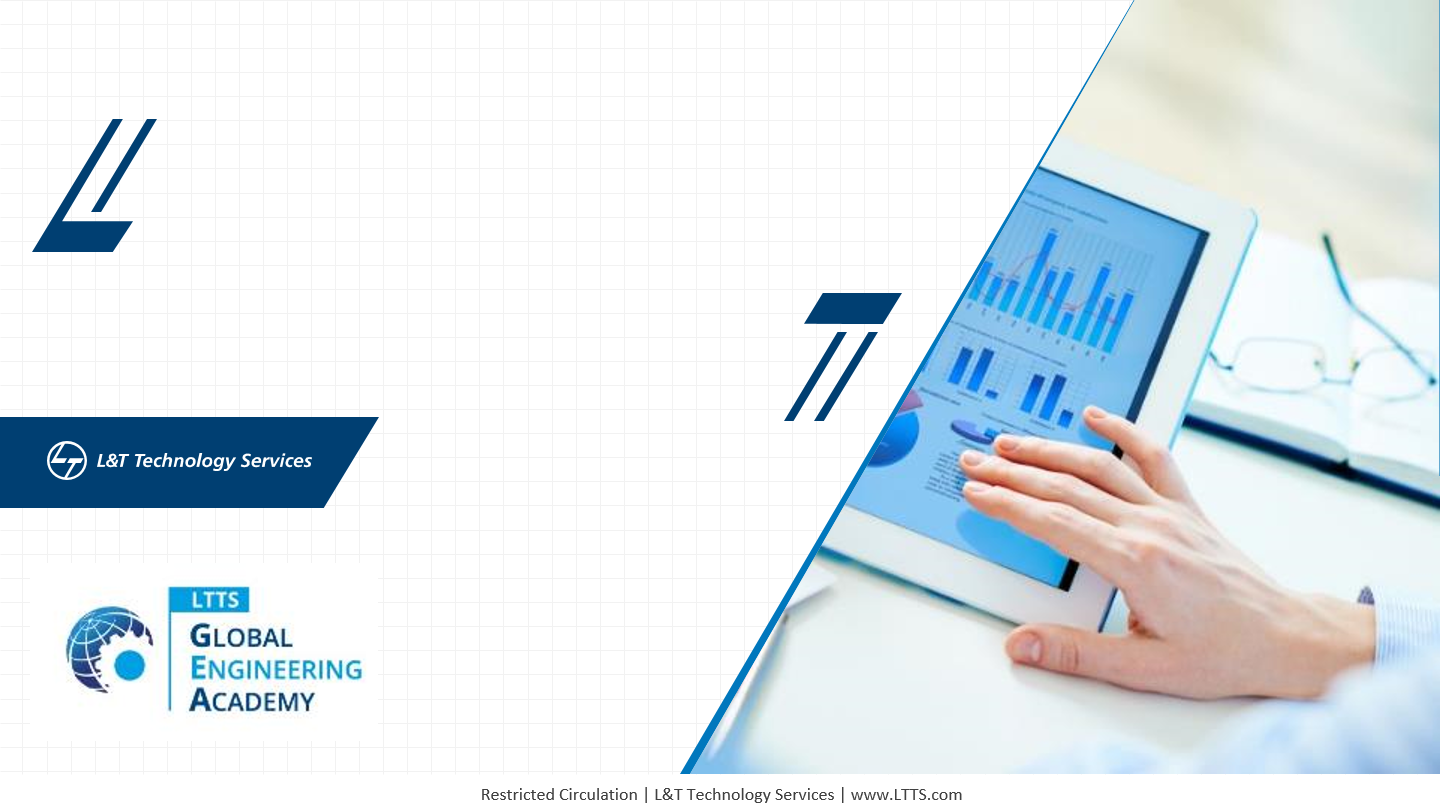 L&T Technology Services
LTTS
GLOBAL
ENGINEERING
ACADEMY
Restricted Circulation | L&T Technology Services | www.LTTS.com